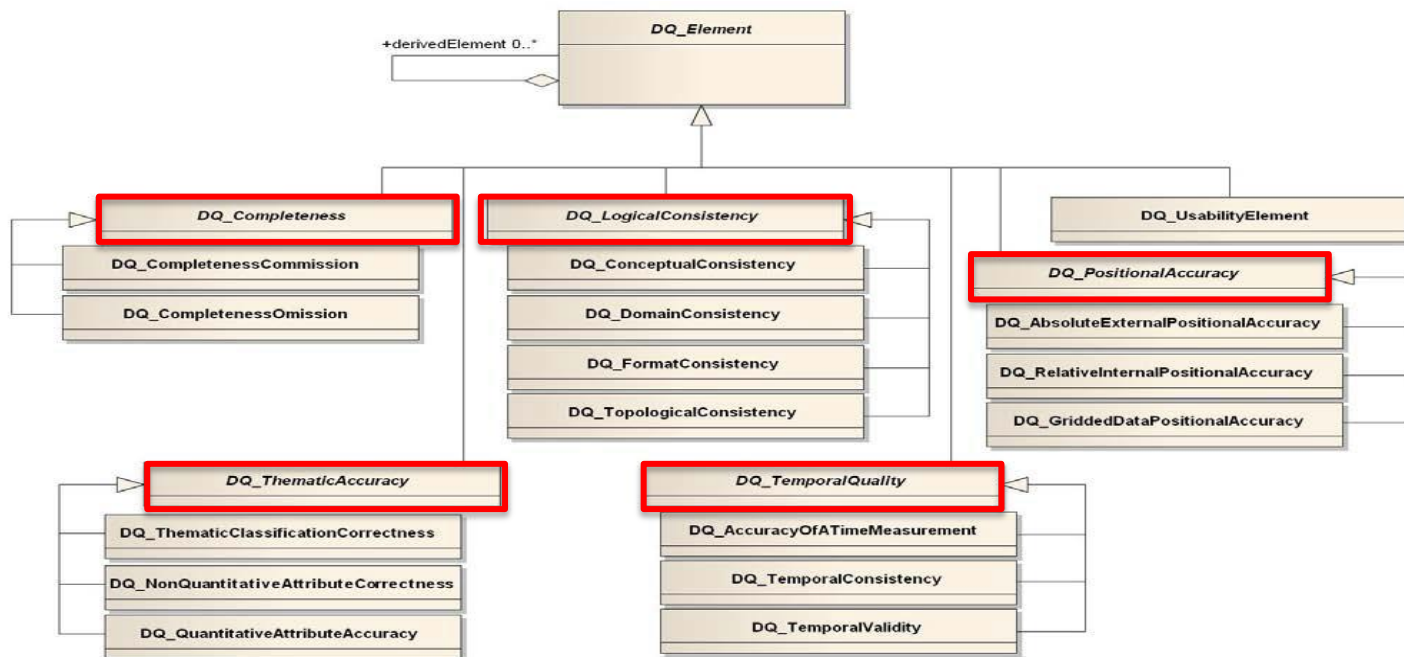 DQ_Element
+derivedElement 0..*
DQ_Completeness
DQ_CompletenessCommission
DQ_CompletenessOmission
DQ_LogicalConsistency
DQ_ConceptualConsistency
DQ_DomainConsistency
DQ_FormatConsistency
DQ_TopologicalConsistency
DQ_UsabilityElement
DQ_PositionalAccuracy
DQ_AbsoluteExternalPositionalAccuracy
DQ_RelativeInternalPositionalAccuracy
DQ_GriddedDataPositionalAccuracy
DQ_ThematicAccuracy
DQ_ThematicClassificationCorrectness
DQ_NonQuantitativeAttributeCorrectness
DQ_QuantitativeAttributeAccuracy
DQ_TemporalQuality
DQ_AccuracyOfATimeMeasurement
DQ_TemporalConsistency
DQ_TemporalValidity